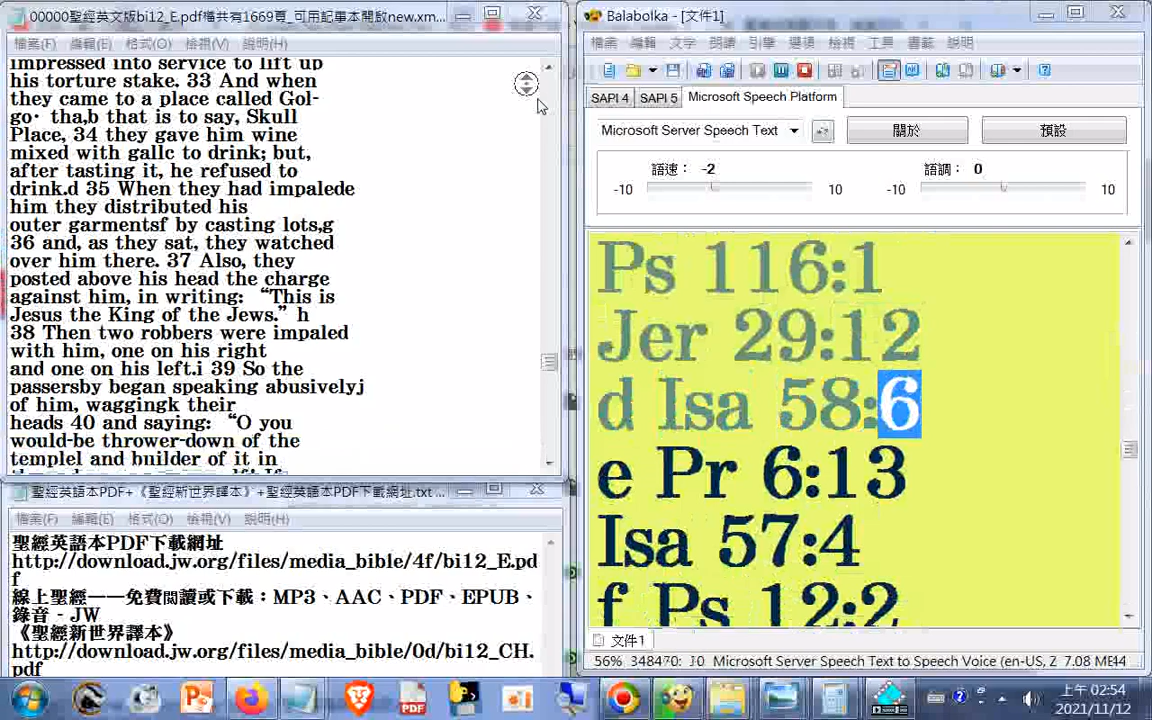 00000聖經英文版bi12_E.pdf檔共有1669頁_可用記事本開啟new.xm...
檔案(F) 編輯(E) 格式(O) 檢視(V) 說明(H)
impressed into service to lift up
his torture stake. 33 And when
they came to a place called Gol-
go· tha,b that is to say, Skull
Place, 34 they gave him wine
mixed with gallc to drink; but,
after tasting it, he refused to
drink.d 35 When they had impalede
him they distributed his
outer garmentsf by casting lots,g
36 and, as they sat, they watched
over him there. 37 Also, they
posted above his head the charge
against him, in writing: “This is
Jesus the King of the Jews.” h
38 Then two robbers were impaled
with him, one on his right
and one on his left.i 39 So the
passersby began speaking abusivelyj
of him, waggingk their
heads 40 and saying: “O you
would-be thrower-down of the
templel and builder of it in
聖經英語本PDF+《聖經新世界譯本》+聖經英語本PDF下載網址.txt ...
檔案(F) 編輯(E) 格式(O) 檢視(V) 說明(H)
聖經英語本PDF下載網址
http://download.jw.org/files/media_bible/4f/bi12_E.pd
f
線上聖經——免費閱讀或下載：MP3、AAC、PDF、EPUB、
錄音 - JW
《聖經新世界譯本》
http://download.jw.org/files/media_bible/0d/bi12_CH.
pdf
Balabolka - [文件1]
檔案 編輯 文字 朗讀 引擎 選項 檢視 工具 書籤 說明
SAPI 4 SAPI 5 Microsoft Speech Platform
Microsoft Server Speech Text 關於 預設
語速： -2 語調： 0
-10 10 -10 10
Ps 116:1
Jer 29:12
d Isa 58:6
e Pr 6:13
Isa 57:4
f Ps 12:2
文件1
56% 348470: 10 Microsoft Server Speech Text to Speech Voice (en-US, Z 7.08 ME44
上午 02:54
2021/11/12